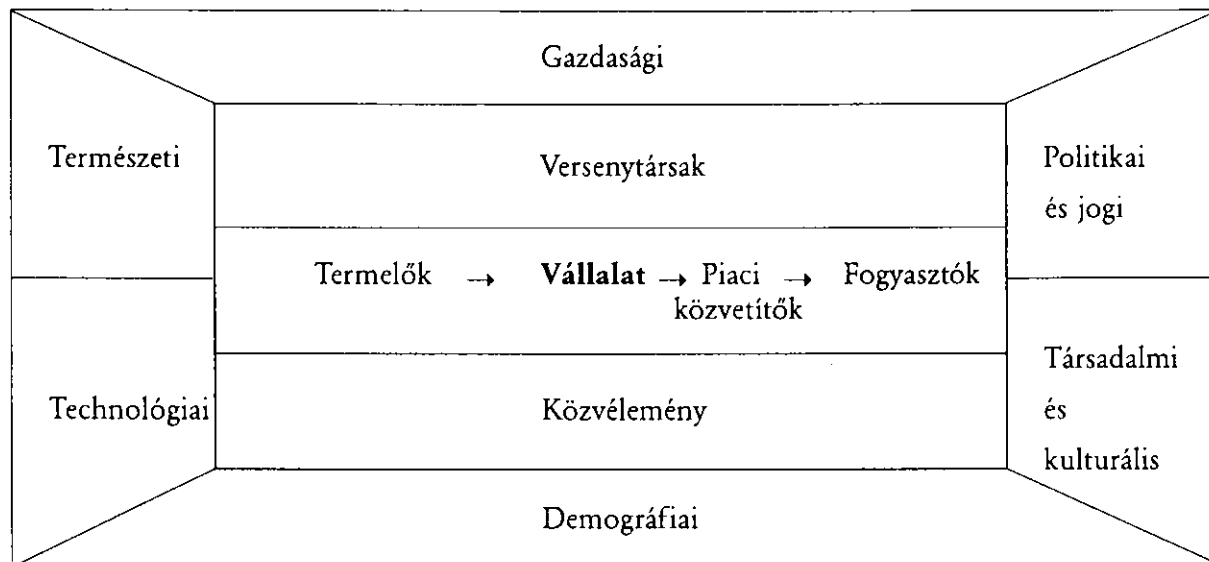 Gazdasági
Természeti
Versenytársak
Politikai
és jogi
Termelők → Vállalat → Piaci → Fogyasztók
közvetítők
Technológiai
Közvélemény
Társadalmi
és
kulturális
Demográfiai